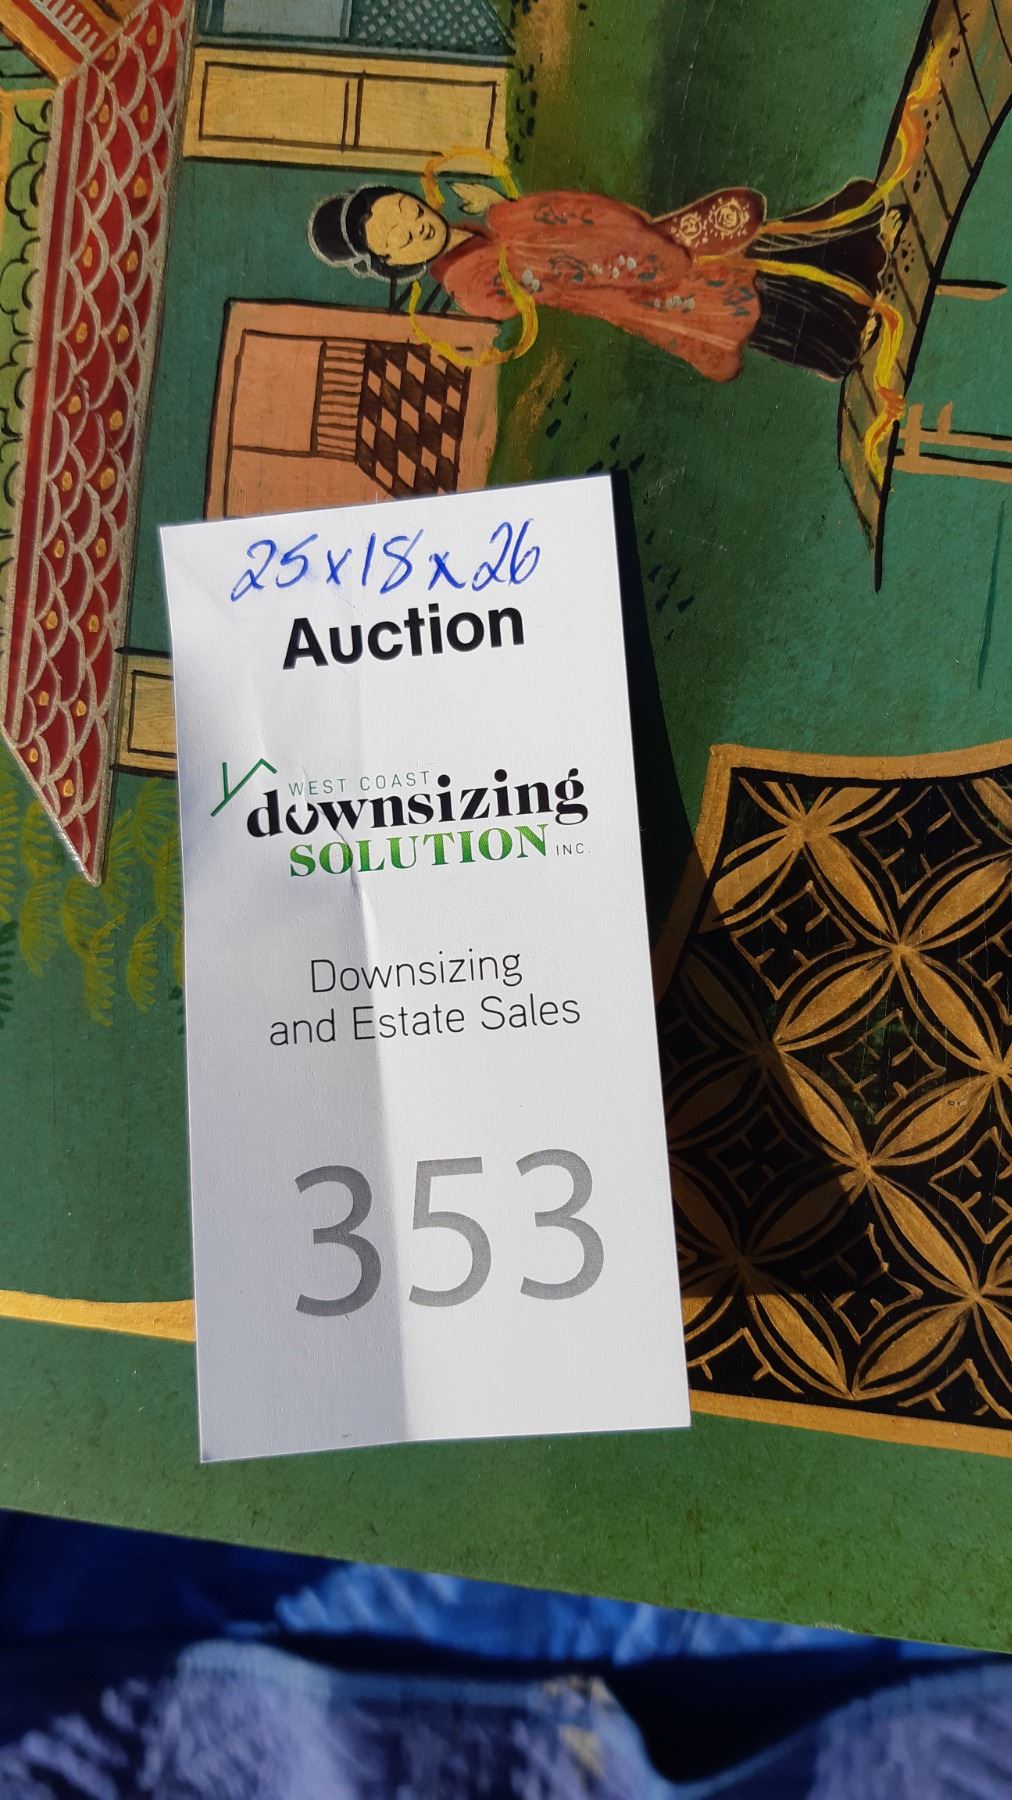 25x18x26
Auction
WEST COAST
downsizing
SOLUTION INC.
Downsizing
and Estate Sales
353